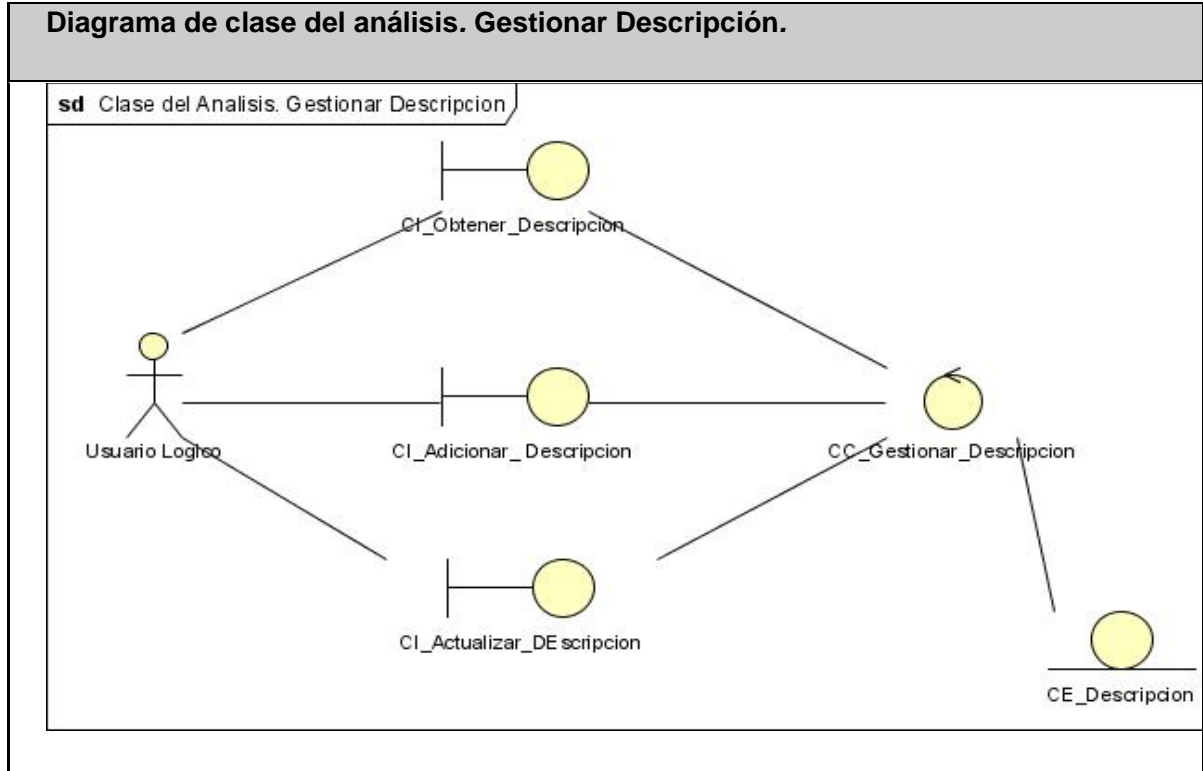 Diagrama de clase del análisis. Gestionar Descripción.
sd Clase del Analisis. Gestionar Descripcion
CI_Obtener_Descripcion
Usuario Logico
CI_Adicionar_ Descripcion
CC_Gestionar_Descripcion
CI_Actualizar_DEscripcion
CE_Descripcion